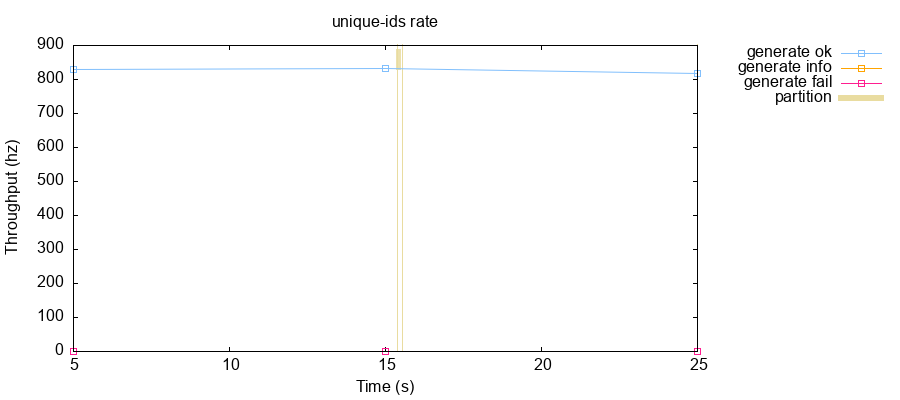 unique-ids rate
900
800
700
600
500
400
300
200
100
0
Throughput (hz)
5
10
15
20
25
Time (s)
generate ok
generate info
generate fail
partition